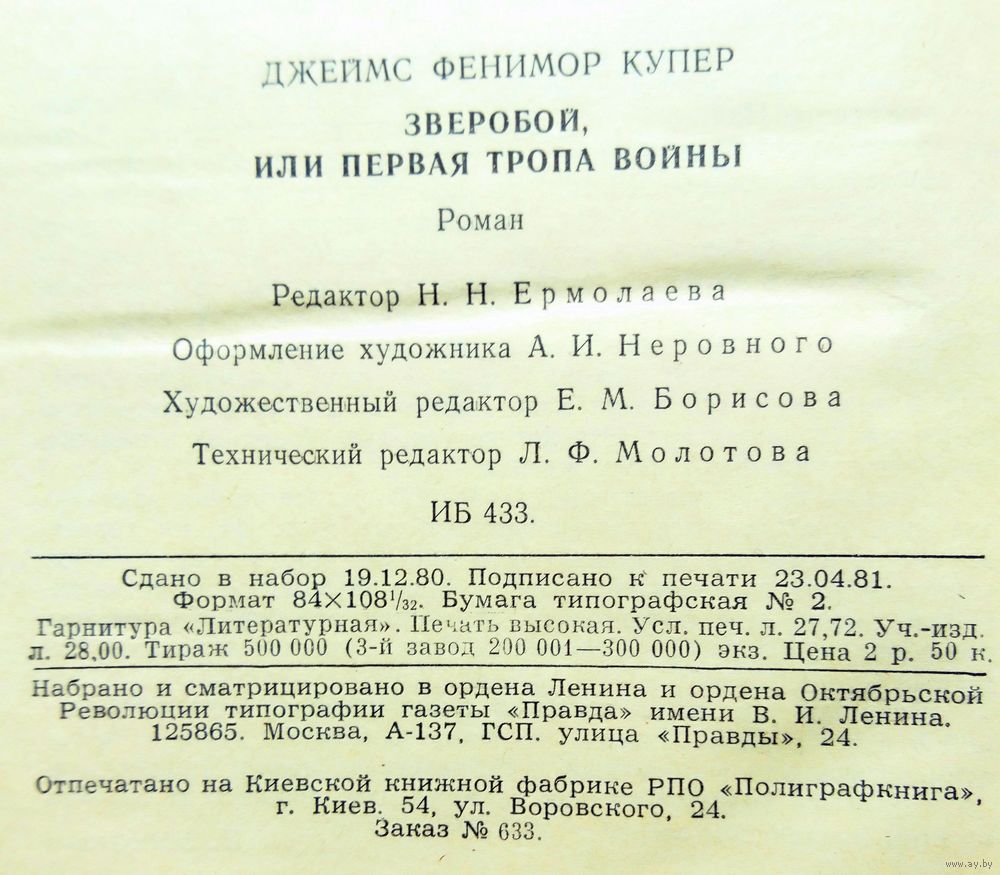 ДЖЕЙМС ФЕНИМОР КУПЕР
ЗВЕРОБОЙ,
ИЛИ ПЕРВАЯ ТРОПА ВОЙНЫ
Роман
Редактор Н. Н. Ермолаева
Оформление художника А. И. Неровного
Художественный редактор Е. М. Борисова
Технический редактор Л. Ф. Молотова
ИБ 433.
Сдано в набор 19.12.80. Подписано к печати 23.04.81.
Формат 84×108¹/₃₂. Бумага типографская № 2.
Гарнитура «Литературная». Печать высокая. Усл. печ. л. 27,72. Уч.-изд.
л. 28,00. Тираж 500 000 (3-й завод 200 001—300 000) экз. Цена 2 р. 50 к.
Набрано и сматрицировано в ордена Ленина и ордена Октябрьской
Революции типографии газеты «Правда» имени В. И. Ленина.
125865. Москва, А-137, ГСП. улица «Правды», 24.
Отпечатано на Киевской книжной фабрике РПО «Полиграфкнига»,
г. Киев. 54, ул. Воровского, 24.
Заказ № 633.
www.ay.by